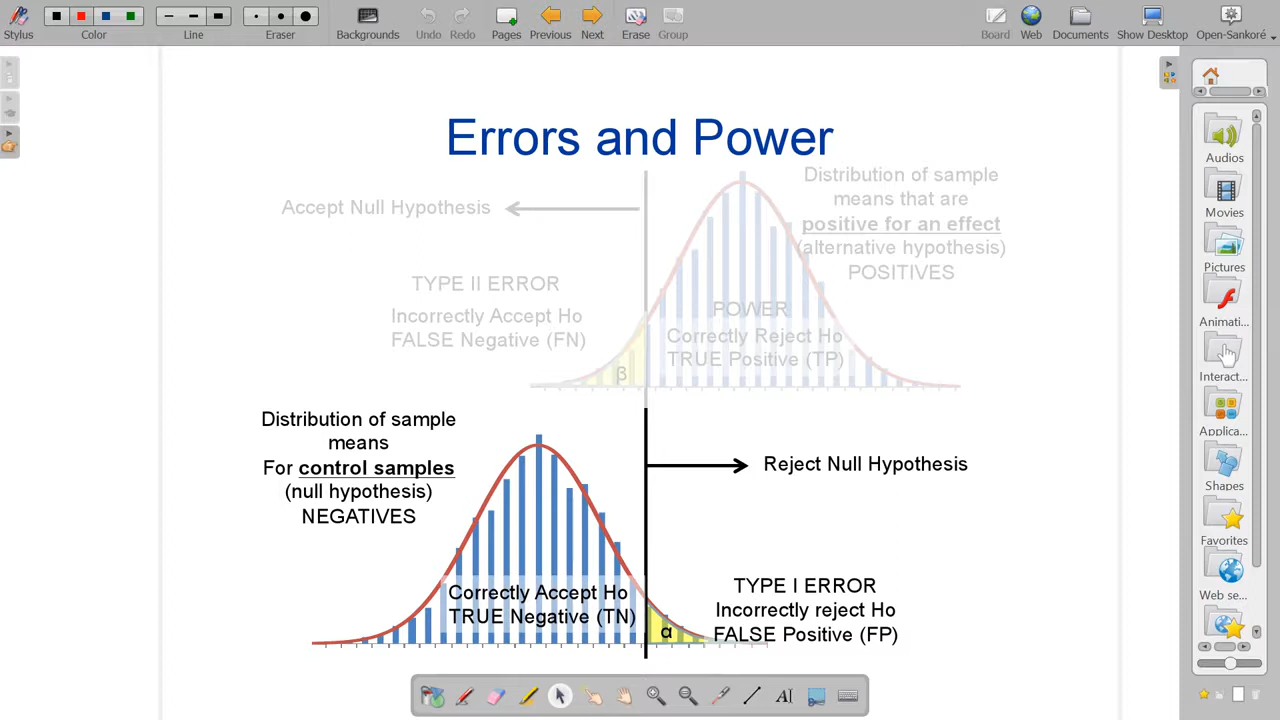 Stylus
Color
Line
Eraser
Backgrounds
Undo
Redo
Pages
Previous
Next
Erase
Group
Board
Web
Documents
Show Desktop
Open-Sankoré
Errors and Power
Accept Null Hypothesis
Distribution of sample
means that are
positive for an effect
(alternative hypothesis)
POSITIVES
TYPE II ERROR
Incorrectly Accept Ho
FALSE Negative (FN)
POWER
Correctly Reject Ho
TRUE Positive (TP)
β
Distribution of sample
means
For control samples
(null hypothesis)
NEGATIVES
Reject Null Hypothesis
Correctly Accept Ho
TRUE Negative (TN)
α
TYPE I ERROR
Incorrectly reject Ho
FALSE Positive (FP)
Audios
Movies
Pictures
Animati...
Interact...
Applica...
Shapes
Favorites
Web se...
AI